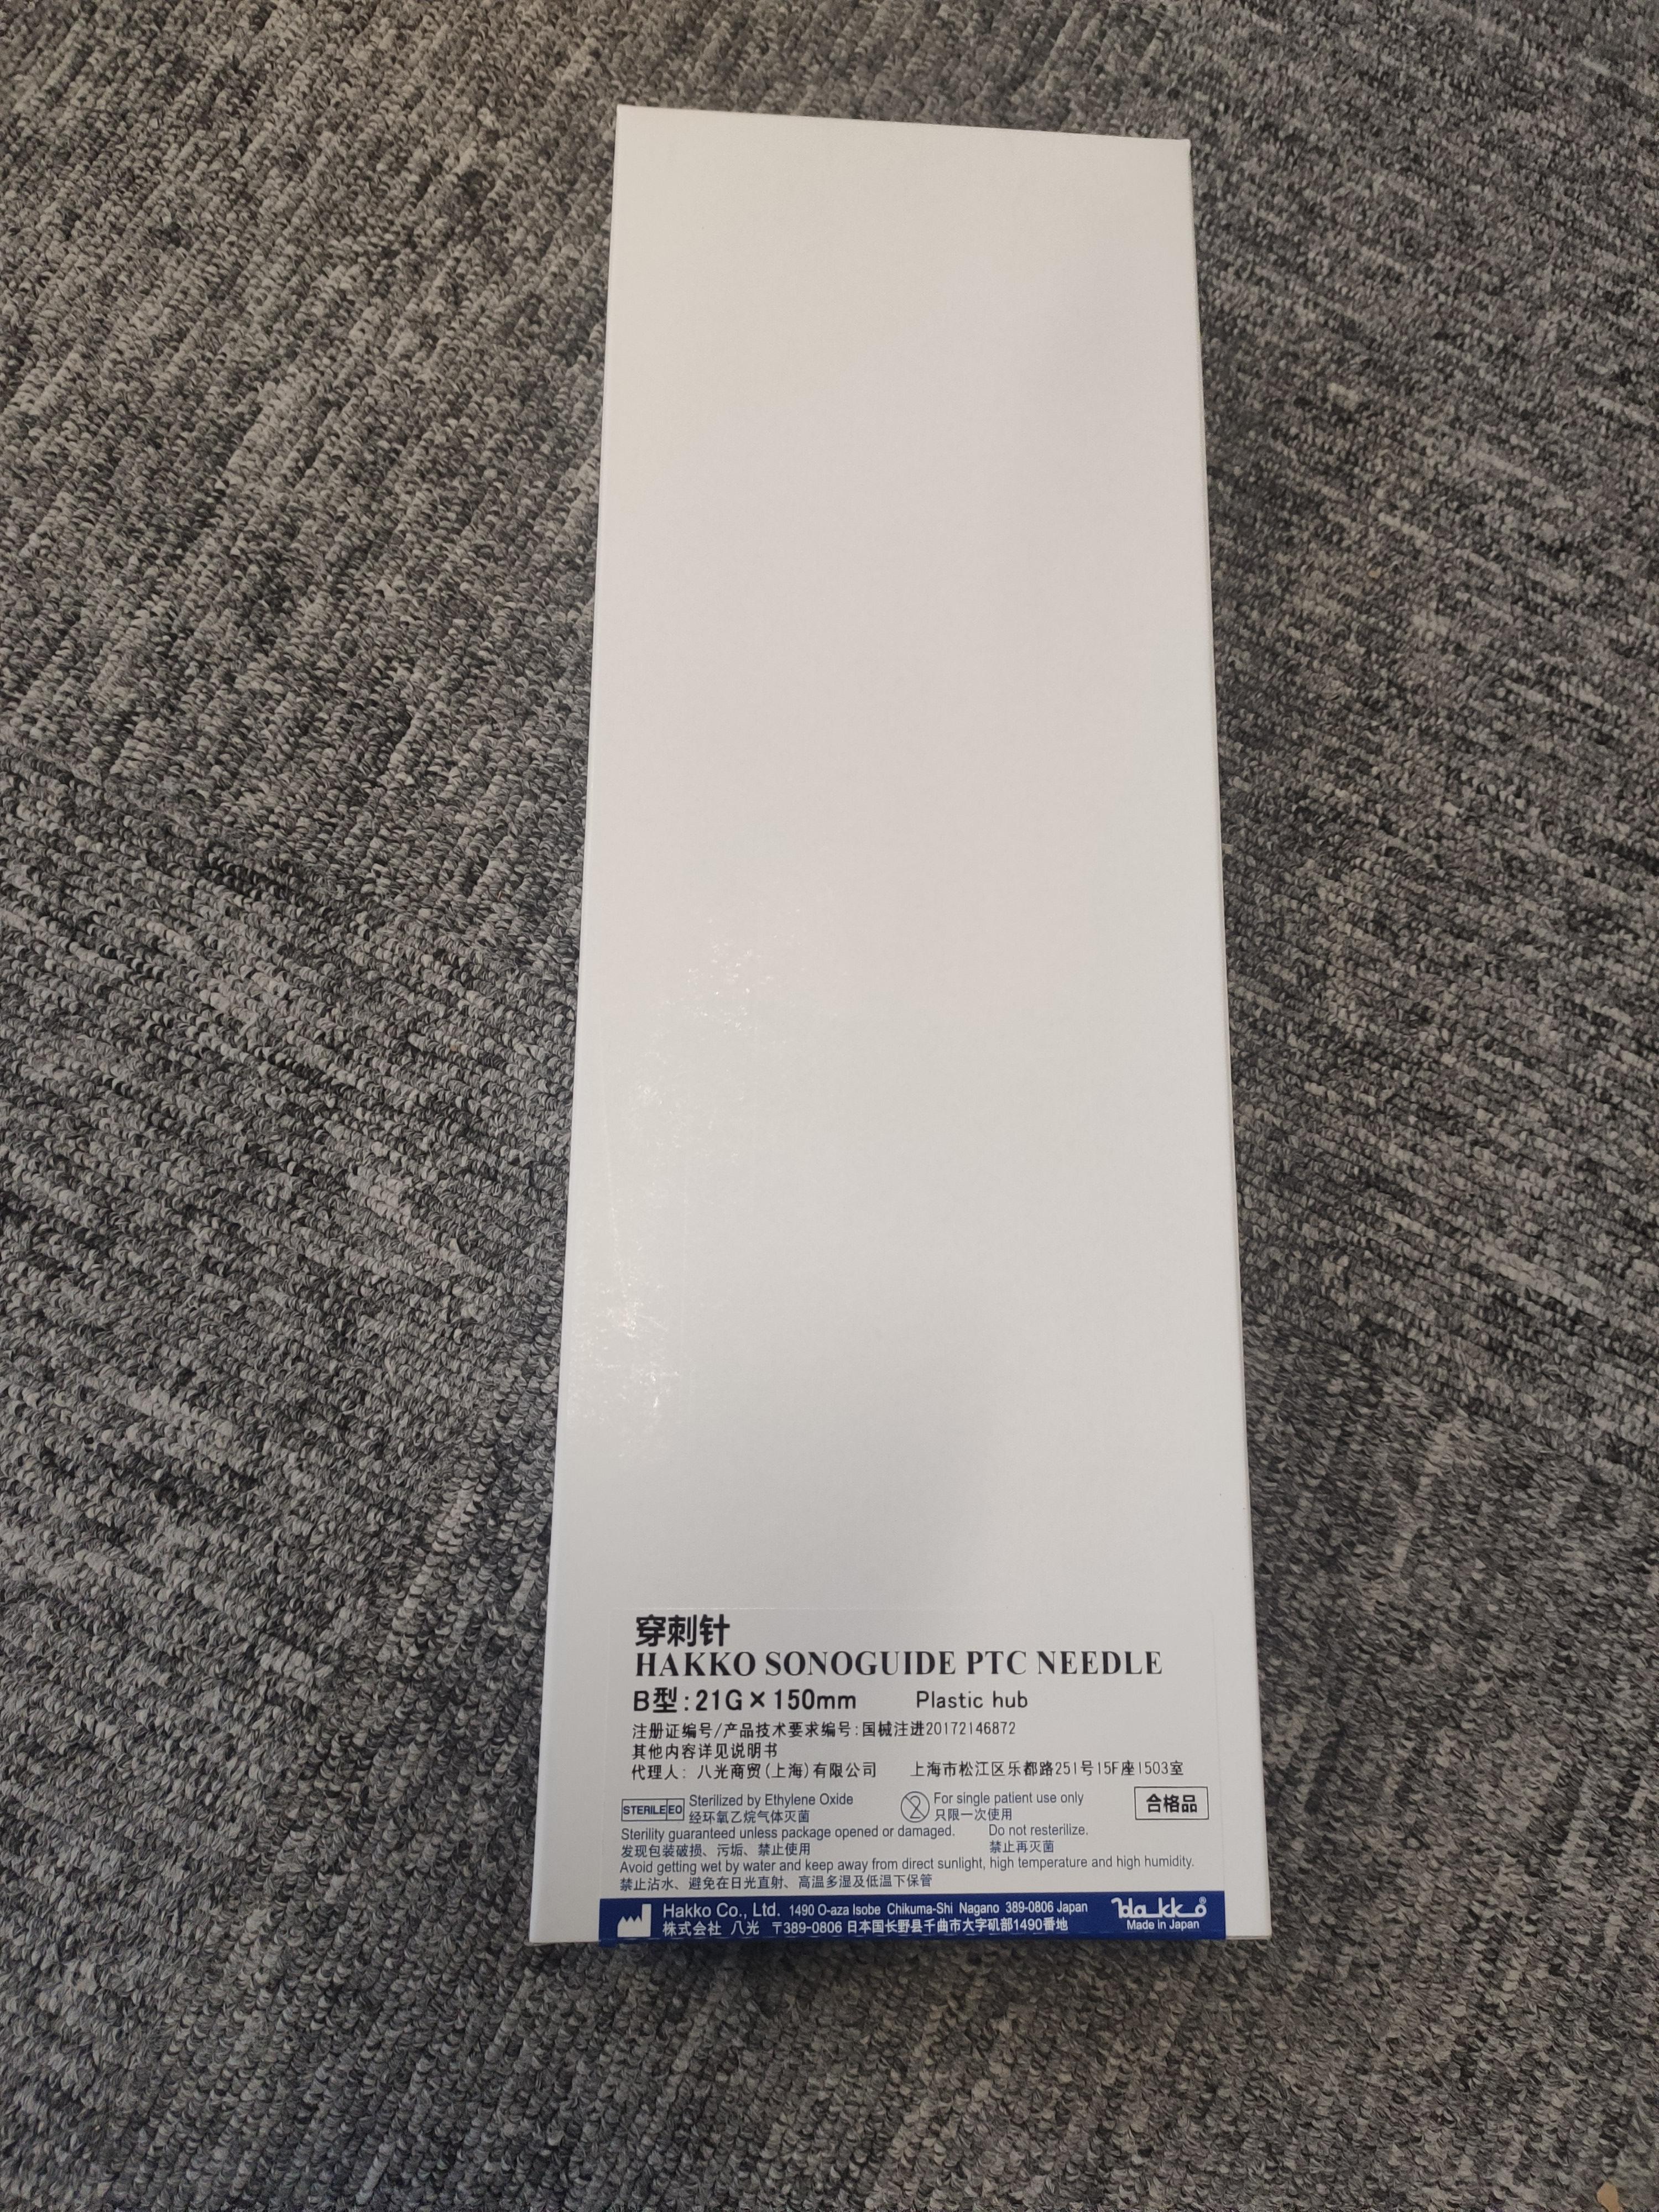 穿刺针
HAKKO SONOGUIDE PTC NEEDLE
B型:21G×150mm Plastic hub
注册证编号/产品技术要求编号:国械注进20172146872
其他内容详见说明书
代理人: 八光商贸(上海)有限公司 上海市松江区乐都路251号15F座1503室
STERILE EO Sterilized by Ethylene Oxide
经环氧乙烷气体灭菌
2 For single patient use only
只限一次使用
合格品
Sterility guaranteed unless package opened or damaged. Do not resterilize.
发现包装破损、污垢、禁止使用 禁止再灭菌
Avoid getting wet by water and keep away from direct sunlight, high temperature and high humidity.
禁止沾水、避免在日光直射、高温多湿及低温下保管
Hakko Co., Ltd. 1490 O-aza Isobe Chikuma-Shi Nagano 389-0806 Japan
株式会社 八光 〒389-0806 日本国长野县千曲市大字矶部1490番地
Hakko®
Made in Japan